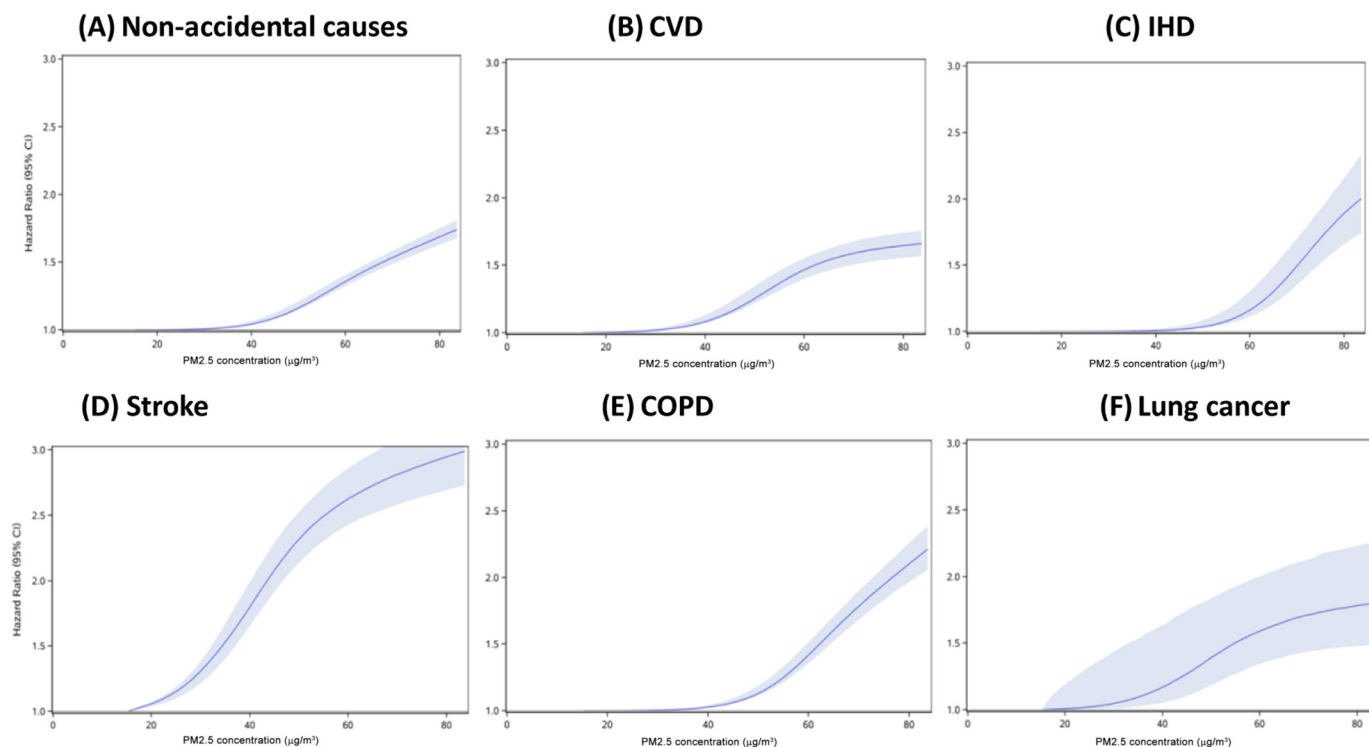 (A) Non-accidental causes
(B) CVD
(C) IHD
3.0
2.5
2.0
1.5
1.0
Hazard Ratio (95% CI)
0 20 40 60 80
PM2.5 concentration (µg/m³)
3.0
2.5
2.0
1.5
1.0
0 20 40 60 80
PM2.5 concentration (µg/m³)
3.0
2.5
2.0
1.5
1.0
0 20 40 60 80
PM2.5 concentration (µg/m³)
(D) Stroke
(E) COPD
(F) Lung cancer
3.0
2.5
2.0
1.5
1.0
Hazard Ratio (95% CI)
0 20 40 60 80
PM2.5 concentration (µg/m³)
3.0
2.5
2.0
1.5
1.0
0 20 40 60 80
PM2.5 concentration (µg/m³)
3.0
2.5
2.0
1.5
1.0
0 20 40 60 80
PM2.5 concentration (µg/m³)